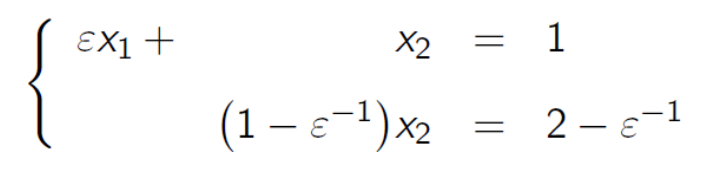 εx₁ + x₂ = 1
(1 − ε⁻¹)x₂ = 2 − ε⁻¹